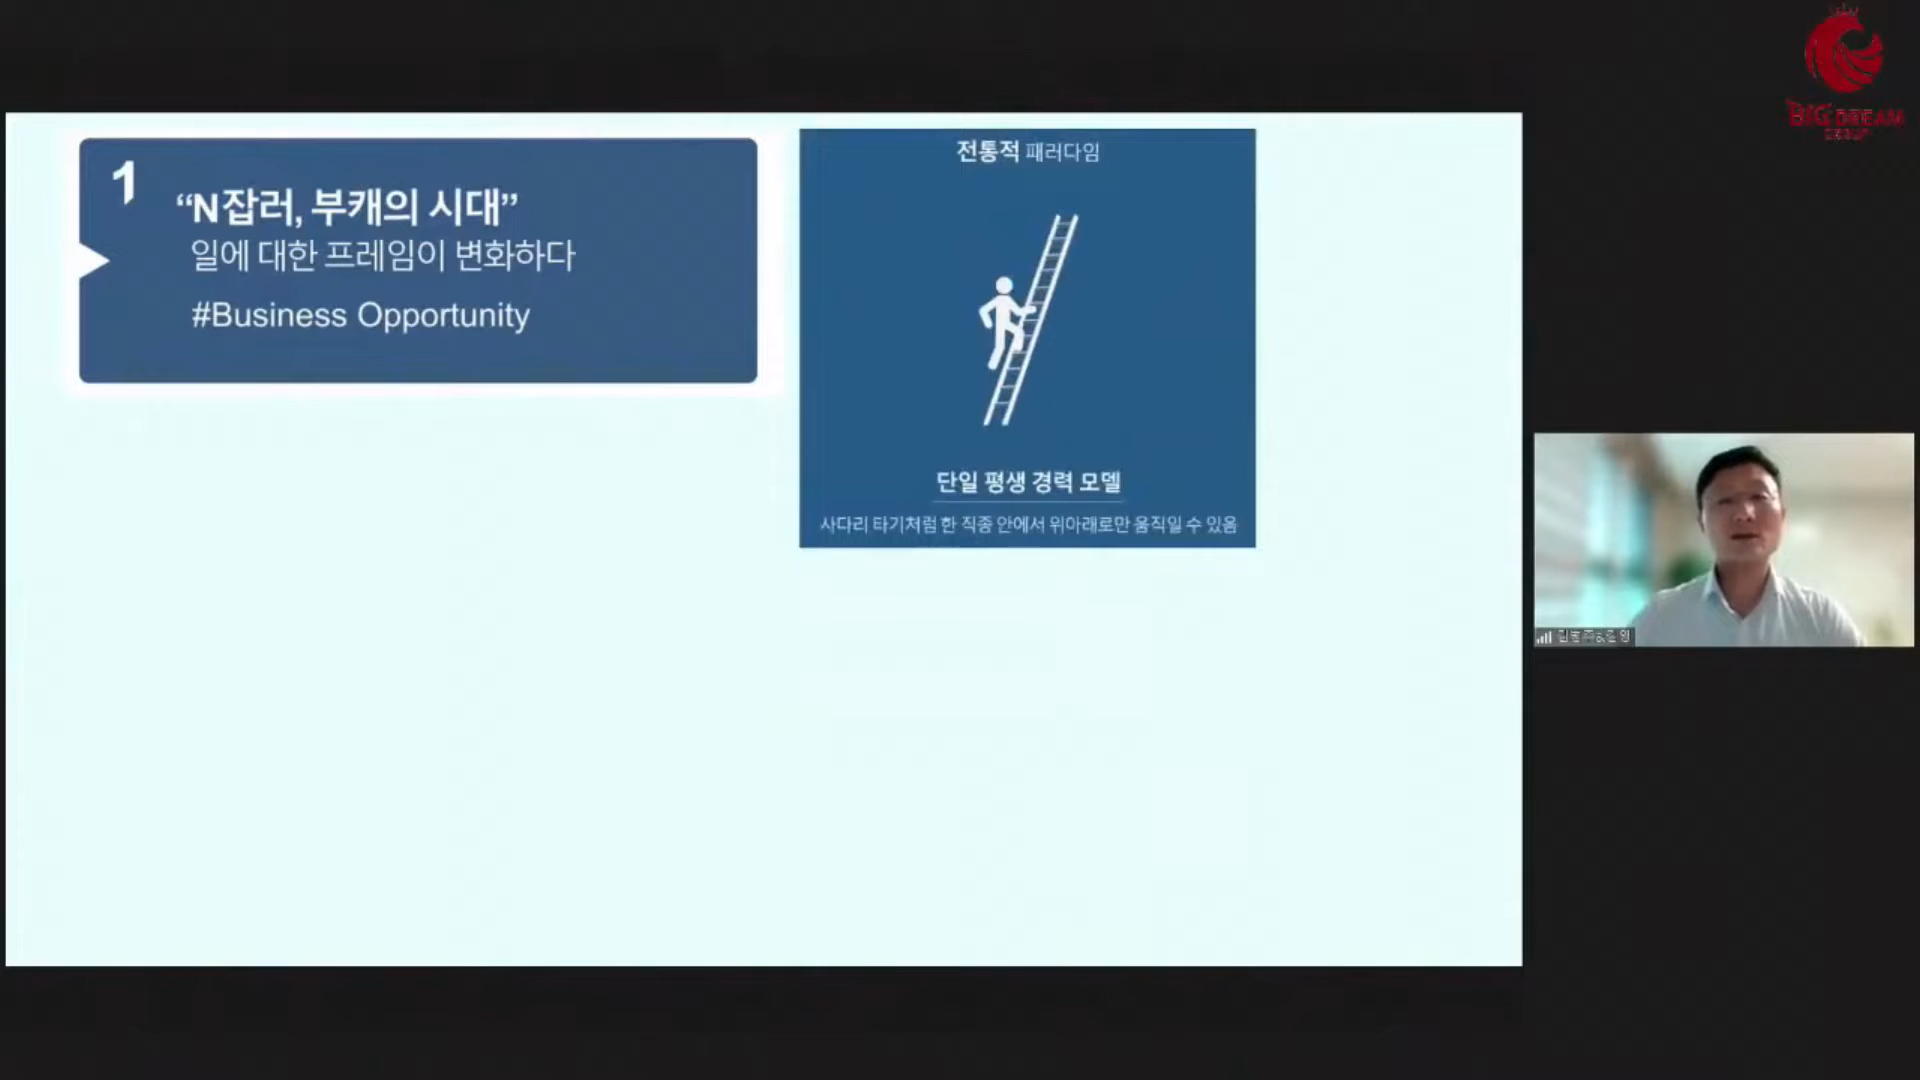 1
“N잡러, 부캐의 시대”
일에 대한 프레임이 변화하다
#Business Opportunity
전통적 패러다임
단일 평생 경력 모델
사다리 타기처럼 한 직종 안에서 위아래로만 움직일 수 있음
BIG DREAM
GROUP